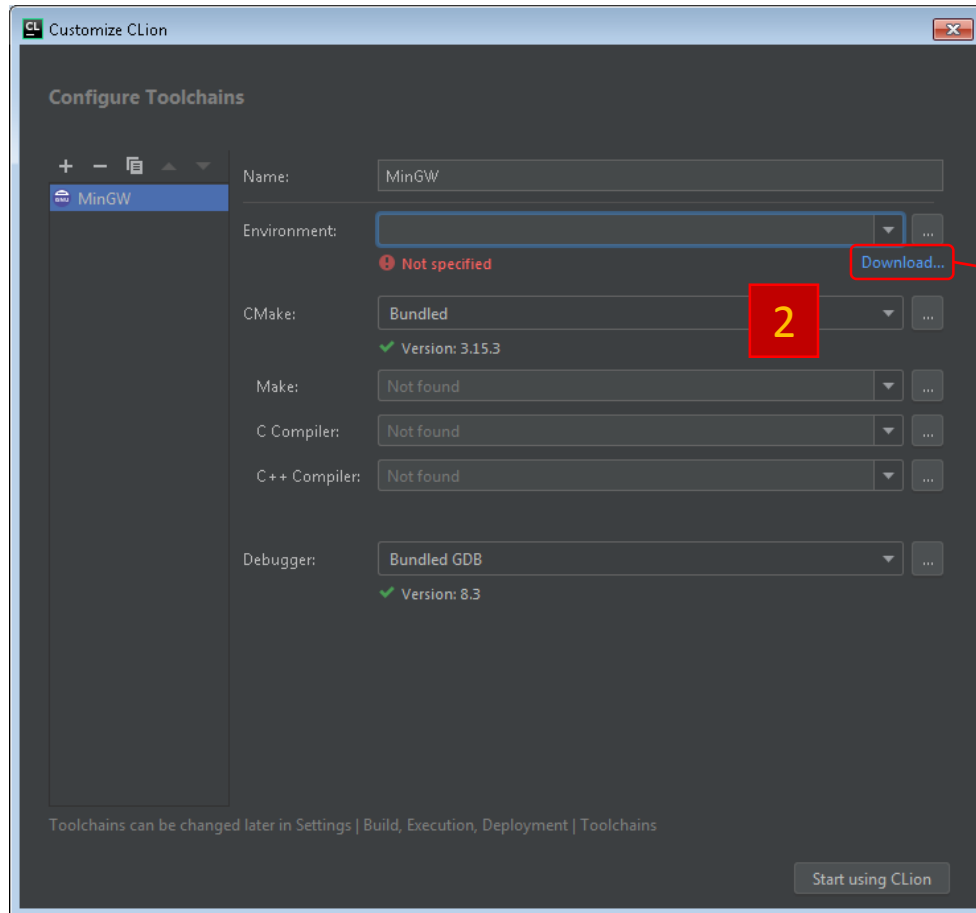 CL Customize CLion
Configure Toolchains
MinGW
Name: MinGW
Environment:
Not specified
Download...
2
CMake: Bundled
Version: 3.15.3
Make: Not found
C Compiler: Not found
C++ Compiler: Not found
Debugger: Bundled GDB
Version: 8.3
Toolchains can be changed later in Settings | Build, Execution, Deployment | Toolchains
Start using CLion